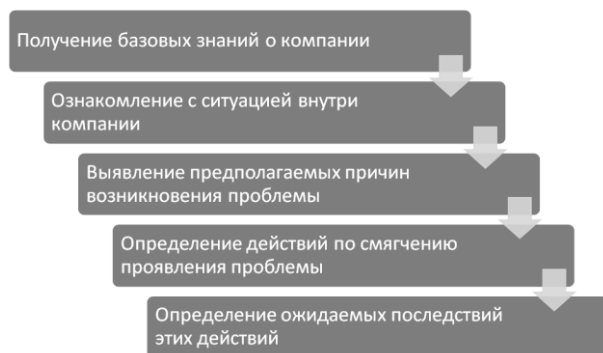 Получение базовых знаний о компании
Ознакомление с ситуацией внутри
компании
Выявление предполагаемых причин
возникновения проблемы
Определение действий по смягчению
проявления проблемы
Определение ожидаемых последствий
этих действий